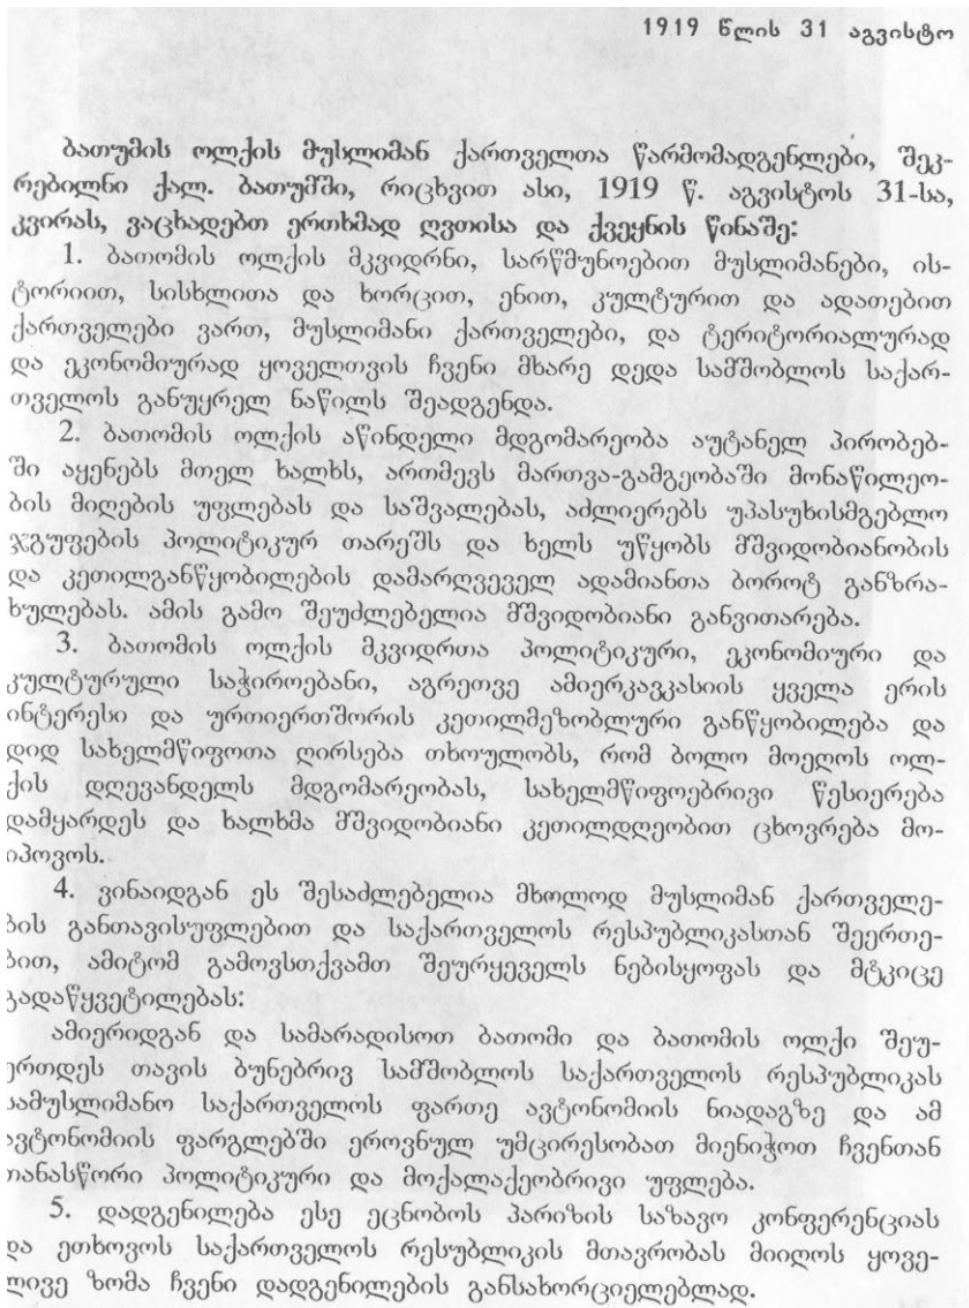 1919 წლის 31 აგვისტო
ბათუმის ოლქის მუსლიმან ქართველთა წარმომადგენლები, შეკ-
რებილნი ქალ. ბათუმში, რიცხვით ასი, 1919 წ. აგვისტოს 31-სა,
კვირას, ვაცხადებთ ერთხმად ღვთისა და ქვეყნის წინაშე:
1. ბათომის ოლქის მკვიდრნი, სარწმუნოებით მუსლიმანები, ის-
ტორიით, სისხლითა და ხორცით, ენით, კულტურით და ადათებით
ქართველები ვართ, მუსლიმანი ქართველები, და ტერიტორიალურად
და ეკონომიურად ყოველთვის ჩვენი მხარე დედა სამშობლოს საქარ-
თველოს განუყრელ ნაწილს შეადგენდა.
2. ბათომის ოლქის აწინდელი მდგომარეობა აუტანელ პირობებ-
ში აყენებს მთელ ხალხს, ართმევს მართვა-გამგეობაში მონაწილეო-
ბის მიღების უფლებას და საშვალებას, აძლიერებს უპასუხისმგებლო
ჯგუფების პოლიტიკურ თარეშს და ხელს უწყობს მშვიდობიანობის
და კეთილგანწყობილების დამარღვეველ ადამიანთა ბოროტ განზრა-
ხულებას. ამის გამო შეუძლებელია მშვიდობიანი განვითარება.
3. ბათომის ოლქის მკვიდრთა პოლიტიკური, ეკონომიური და
კულტურული საჭიროებანი, აგრეთვე ამიერკავკასიის ყველა ერის
ინტერესი და ურთიერთშორის კეთილმეზობლური განწყობილება და
დიდ სახელმწიფოთა ღირსება თხოულობს, რომ ბოლო მოეღოს ოლ-
ქის დღევანდელს მდგომარეობას, სახელმწიფოებრივი წესიერება
დამყარდეს და ხალხმა მშვიდობიანი კეთილდღეობით ცხოვრება მო-
იპოვოს.
4. ვინაიდგან ეს შესაძლებელია მხოლოდ მუსლიმან ქართველე-
ბის განთავისუფლებით და საქართველოს რესპუბლიკასთან შეერთე-
ბით, ამიტომ გამოვსთქვამთ შეურყეველს ნებისყოფას და მტკიცე
გადაწყვეტილებას:
ამიერიდგან და სამარადისოთ ბათომი და ბათომის ოლქი შეუ-
ერთდეს თავის ბუნებრივ სამშობლოს საქართველოს რესპუბლიკას
სამუსლიმანო საქართველოს ფართე ავტონომიის ნიადაგზე და ამ
ავტონომიის ფარგლებში ეროვნულ უმცირესობათ მიენიჭოთ ჩვენთან
თანასწორი პოლიტიკური და მოქალაქეობრივი უფლება.
5. დადგენილება ესე ეცნობოს პარიზის საზავო კონფერენციას
და ეთხოვოს საქართველოს რესუბლიკის მთავრობას მიიღოს ყოვე-
ლივე ზომა ჩვენი დადგენილების განსახორციელებლად.